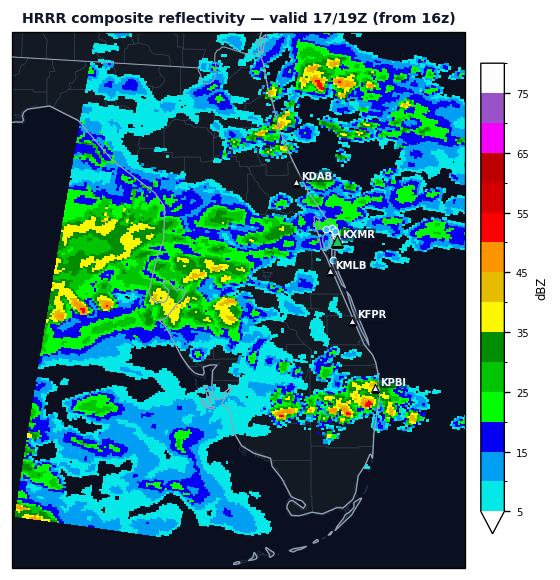 HRRR composite reflectivity — valid 17/19Z (from 16z)
KDAB
KXMR
KMLB
KFPR
KPBI
75
65
55
45
35
25
15
5
dBZ